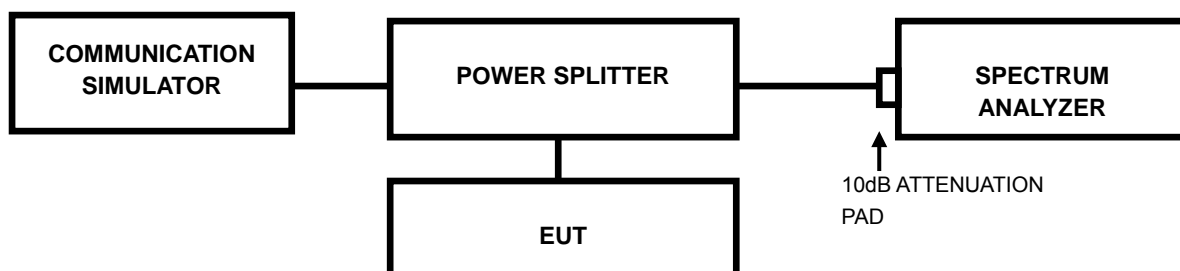 COMMUNICATION
SIMULATOR
POWER SPLITTER
SPECTRUM
ANALYZER
10dB ATTENUATION
PAD
EUT